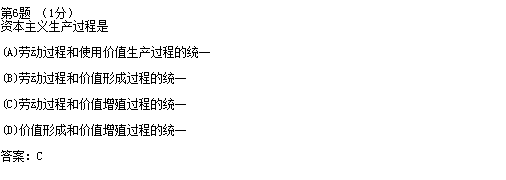 第6题 （1分）
资本主义生产过程是
(A)劳动过程和使用价值生产过程的统一
(B)劳动过程和价值形成过程的统一
(C)劳动过程和价值增殖过程的统一
(D)价值形成和价值增殖过程的统一
答案：C